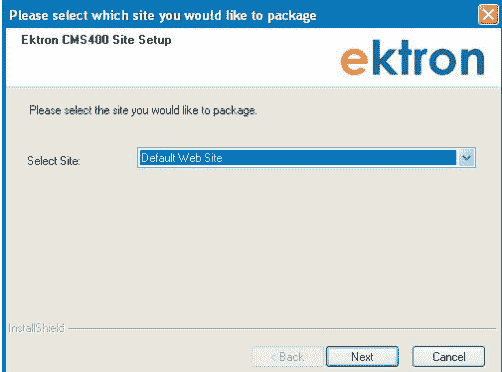 Please select which site you would like to package
Ektron CMS400 Site Setup
ektron
Please select the site you would like to package.
Select Site:
Default Web Site
InstallShield
< Back
Next
Cancel